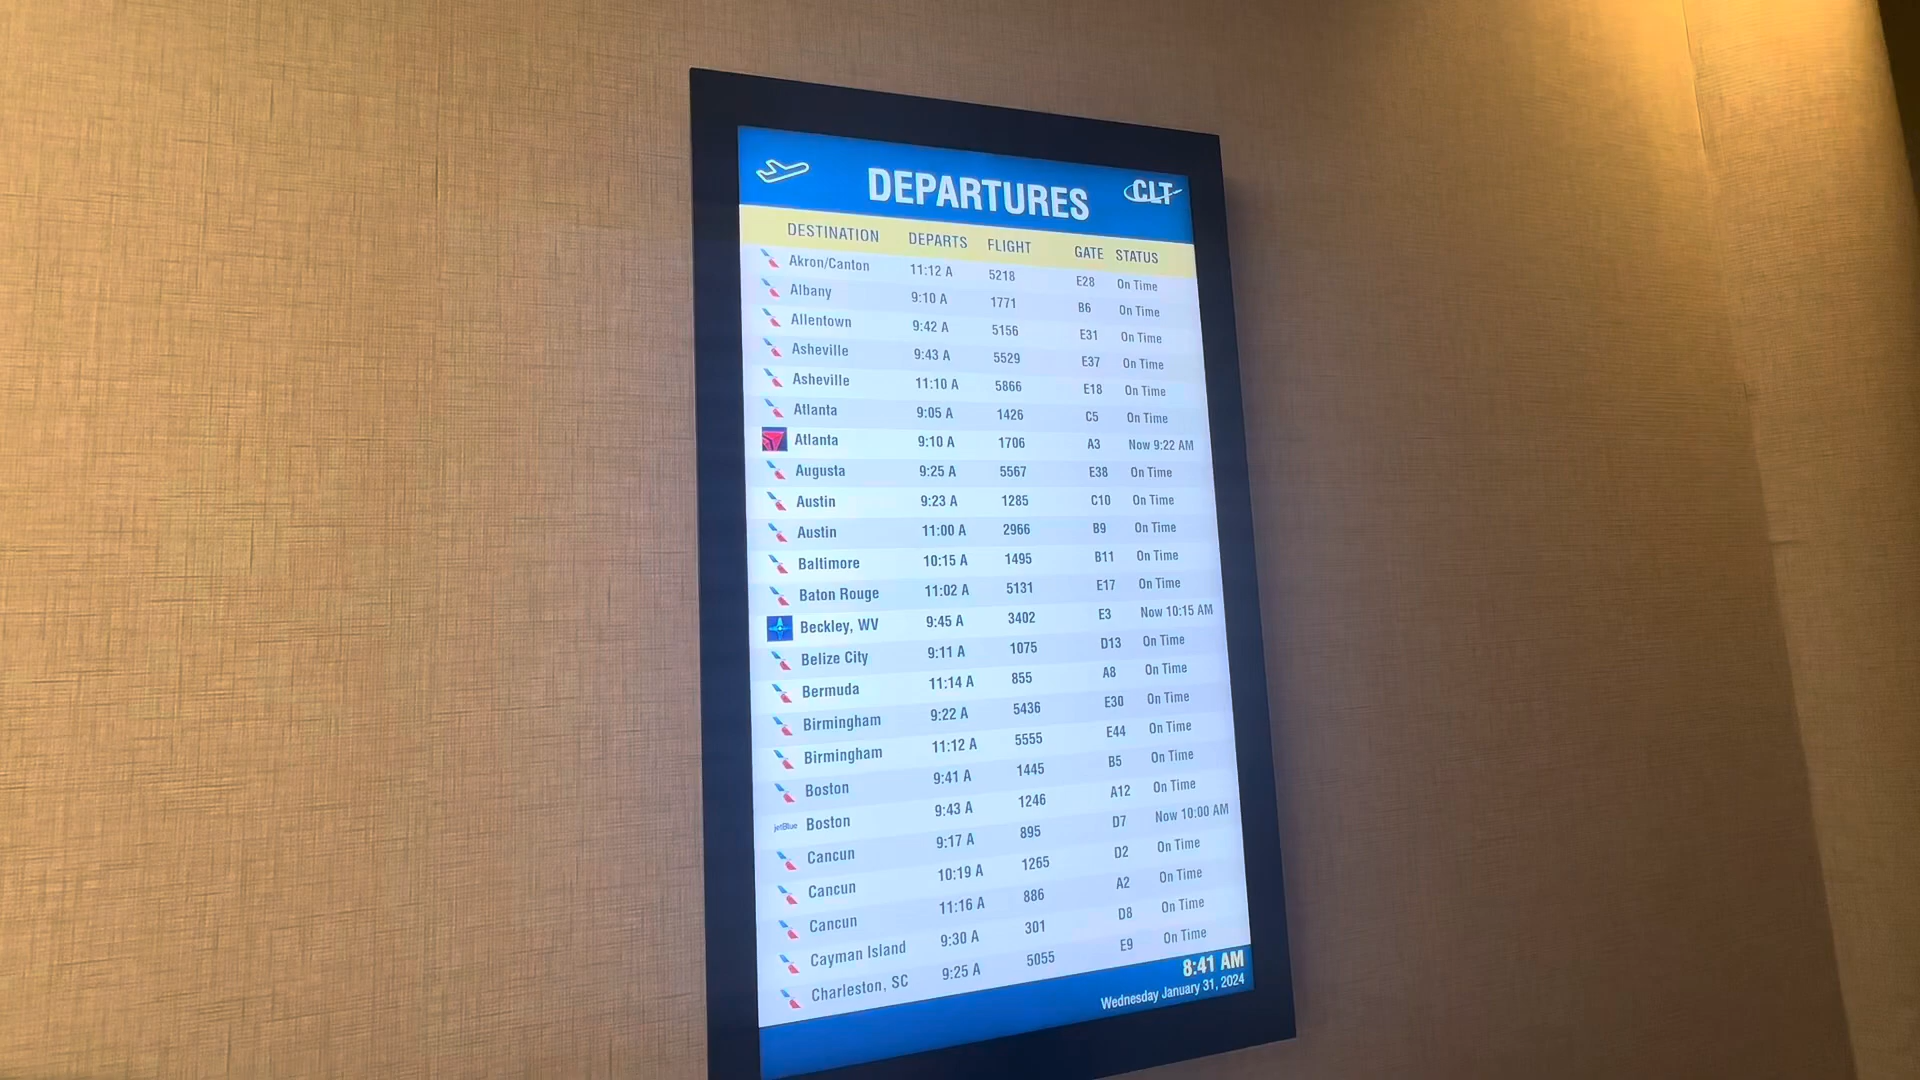 DEPARTURES CLT
DESTINATION DEPARTS FLIGHT GATE STATUS
Akron/Canton 11:12 A 5218 E28 On Time
Albany 9:10 A 1771 B6 On Time
Allentown 9:42 A 5156 E31 On Time
Asheville 9:43 A 5529 E37 On Time
Asheville 11:10 A 5866 E18 On Time
Atlanta 9:05 A 1426 C5 On Time
Atlanta 9:10 A 1706 A3 Now 9:22 AM
Augusta 9:25 A 5567 E38 On Time
Austin 9:23 A 1285 C10 On Time
Austin 11:00 A 2966 B9 On Time
Baltimore 10:15 A 1495 B11 On Time
Baton Rouge 11:02 A 5131 E17 On Time
Beckley, WV 9:45 A 3402 E3 Now 10:15 AM
Belize City 9:11 A 1075 D13 On Time
Bermuda 11:14 A 855 A8 On Time
Birmingham 9:22 A 5436 E30 On Time
Birmingham 11:12 A 5555 E44 On Time
Boston 9:41 A 1445 B5 On Time
jetBlue Boston 9:43 A 1246 A12 On Time
Cancun 9:17 A 895 D7 Now 10:00 AM
Cancun 10:19 A 1265 D2 On Time
Cancun 11:16 A 886 A2 On Time
Cayman Island 9:30 A 301 D8 On Time
Charleston, SC 9:25 A 5055 E9 On Time
8:41 AM
Wednesday January 31, 2024